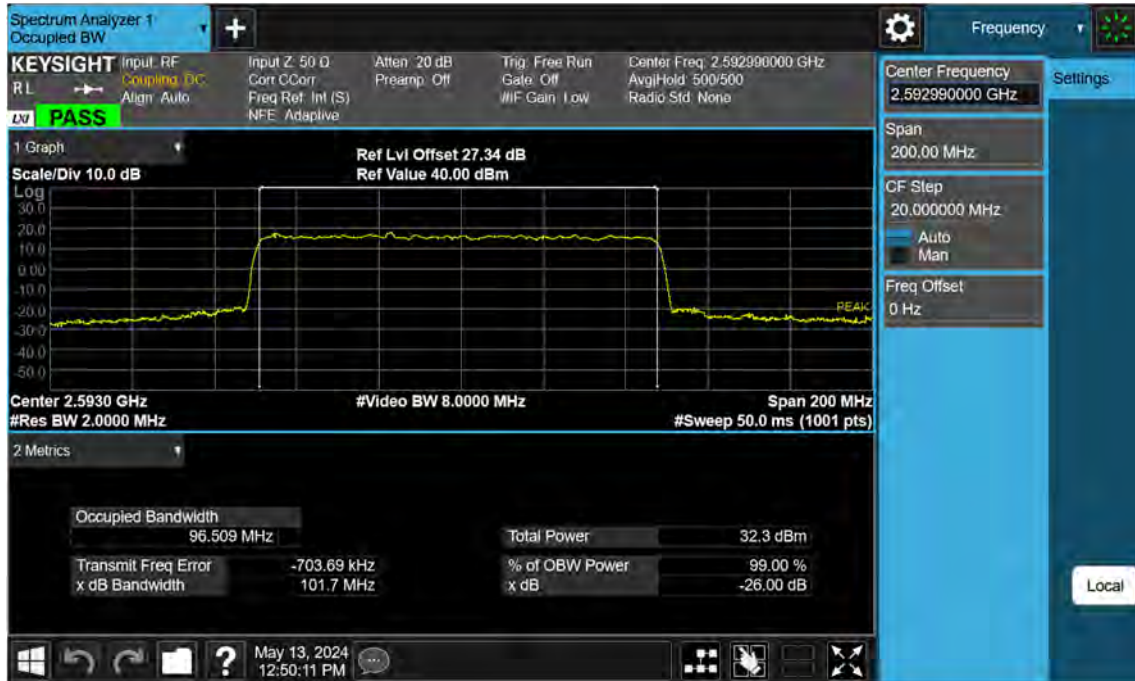 Spectrum Analyzer 1
Occupied BW
+
Frequency
KEYSIGHT
RL
LXI PASS
Input: RF
Coupling: DC
Align: Auto
Input Z: 50 Ω
Corr CCorr
Freq Ref: Int (S)
NFE: Adaptive
Atten: 20 dB
Preamp: Off
Trig: Free Run
Gate: Off
#IF Gain: Low
Center Freq: 2.592990000 GHz
Avg|Hold: 500/500
Radio Std: None
Center Frequency
2.592990000 GHz
Settings
Span
200.00 MHz
CF Step
20.000000 MHz
Auto
Man
Freq Offset
0 Hz
Local
1 Graph
Scale/Div 10.0 dB
Ref Lvl Offset 27.34 dB
Ref Value 40.00 dBm
Log
30.0
20.0
10.0
0.00
-10.0
-20.0
-30.0
-40.0
-50.0
PEAK
Center 2.5930 GHz
#Video BW 8.0000 MHz
Span 200 MHz
#Res BW 2.0000 MHz
#Sweep 50.0 ms (1001 pts)
2 Metrics
Occupied Bandwidth
96.509 MHz
Total Power 32.3 dBm
Transmit Freq Error -703.69 kHz
% of OBW Power 99.00 %
x dB Bandwidth 101.7 MHz
x dB -26.00 dB
?
May 13, 2024
12:50:11 PM